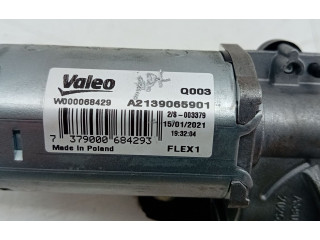 Valeo
Q003
W000068429 A2139065901
2/8-003379
15/01/2021
19:32:04
7 379000 684293
Made in Poland FLEX1